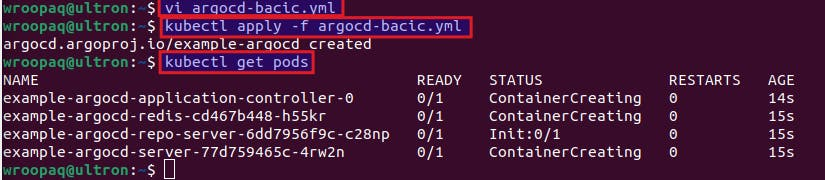 wroopaq@ultron:~$ vi argocd-bacic.yml
wroopaq@ultron:~$ kubectl apply -f argocd-bacic.yml
argocd.argoproj.io/example-argocd created
wroopaq@ultron:~$ kubectl get pods
NAME READY STATUS RESTARTS AGE
example-argocd-application-controller-0 0/1 ContainerCreating 0 14s
example-argocd-redis-cd467b448-h55kr 0/1 ContainerCreating 0 15s
example-argocd-repo-server-6dd7956f9c-c28np 0/1 Init:0/1 0 15s
example-argocd-server-77d759465c-4rw2n 0/1 ContainerCreating 0 15s
wroopaq@ultron:~$